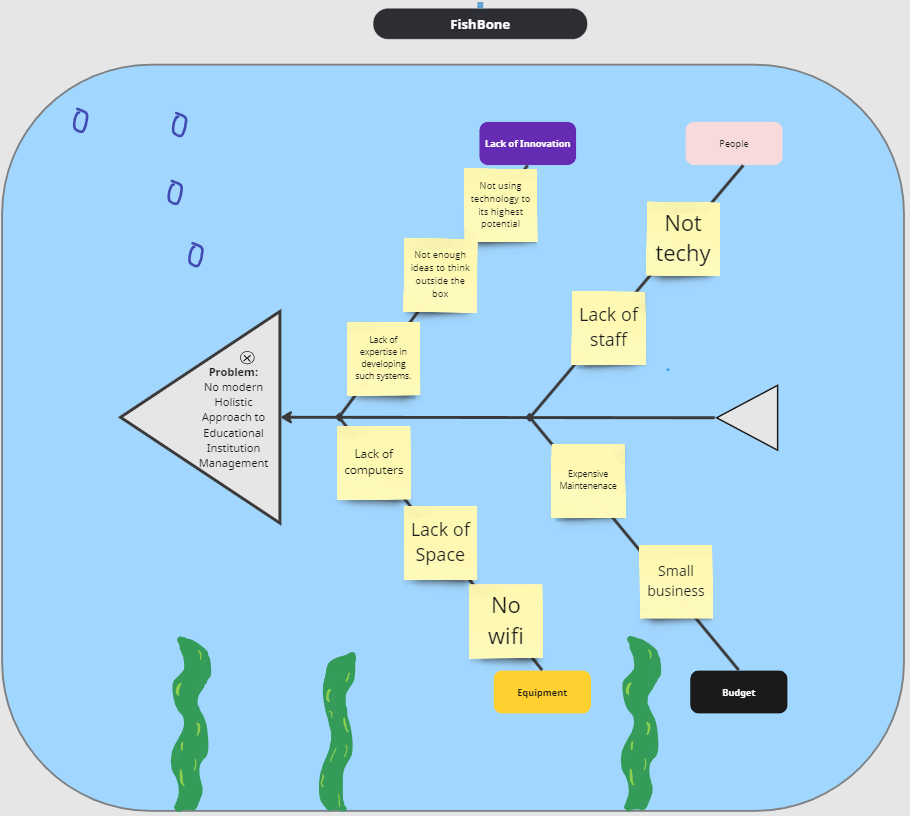 FishBone
Lack of Innovation
People
Not using
technology to
its highest
potential
Not
techy
Not enough
ideas to think
outside the
box
Lack of
staff
Lack of
expertise in
developing
such systems.
Problem:
No modern
Holistic
Approach to
Educational
Institution
Management
Lack of
computers
Expensive
Maintenenace
Lack of
Space
Small
business
No
wifi
Equipment
Budget